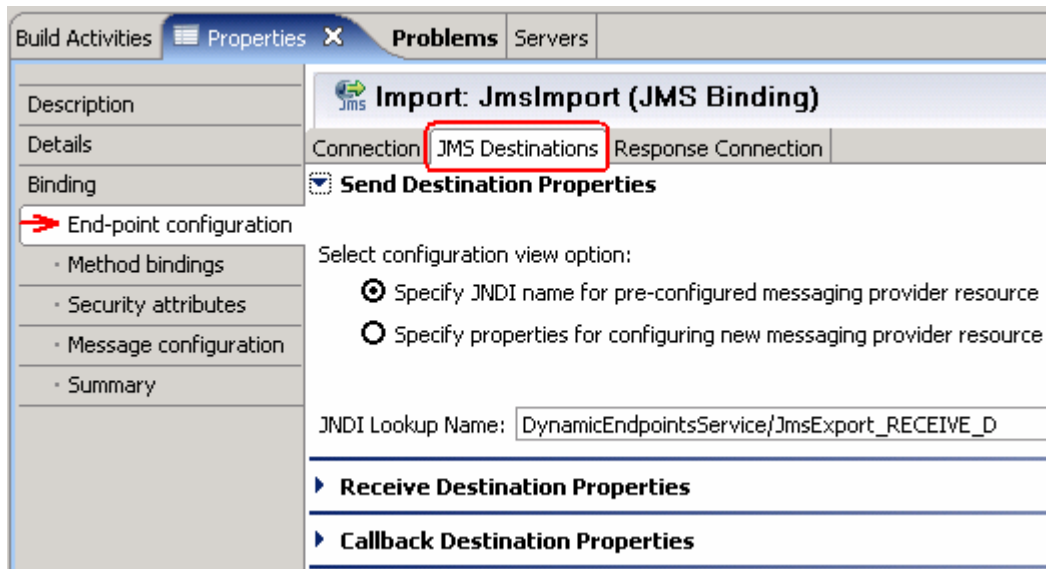 Build Activities Properties Problems Servers
Description
Details
Binding
End-point configuration
Method bindings
Security attributes
Message configuration
Summary
Jms Import: JmsImport (JMS Binding)
Connection JMS Destinations Response Connection
Send Destination Properties
Select configuration view option:
Specify JNDI name for pre-configured messaging provider resource
Specify properties for configuring new messaging provider resource
JNDI Lookup Name: DynamicEndpointsService/JmsExport_RECEIVE_D
Receive Destination Properties
Callback Destination Properties